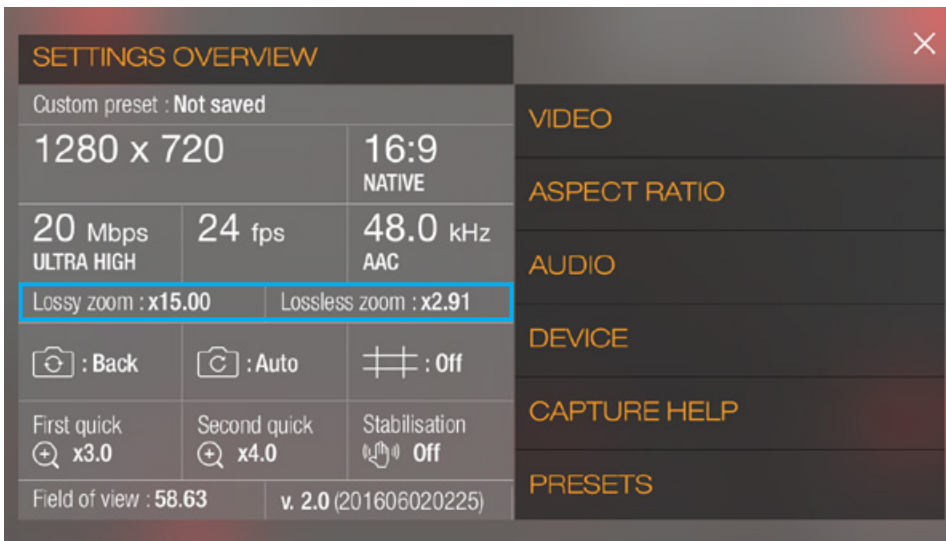 SETTINGS OVERVIEW
Custom preset : Not saved
1280 x 720
16:9
NATIVE
20 Mbps
ULTRA HIGH
24 fps
48.0 kHz
AAC
Lossy zoom : x15.00
Lossless zoom : x2.91
: Back
: Auto
: Off
First quick
x3.0
Second quick
x4.0
Stabilisation
Off
Field of view : 58.63
v. 2.0 (201606020225)
VIDEO
ASPECT RATIO
AUDIO
DEVICE
CAPTURE HELP
PRESETS